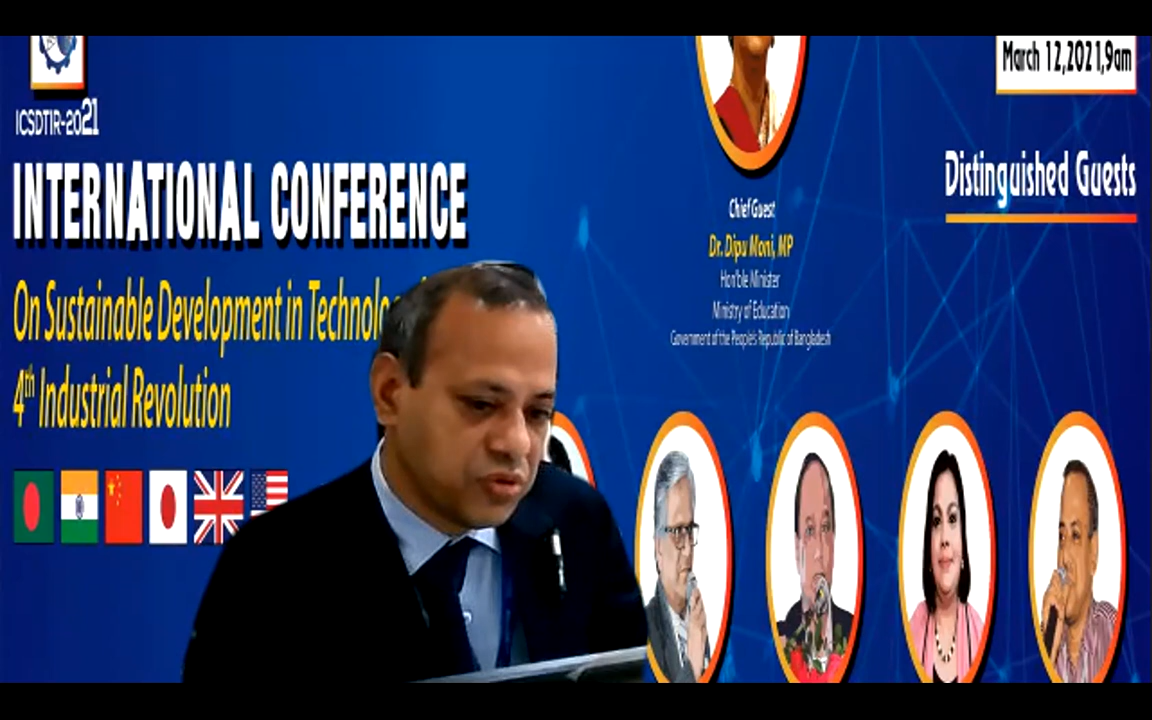 ICSDTIR-2021
INTERNATIONAL CONFERENCE
On Sustainable Development in
4th Industrial Revolution
Chief Guest
Dr. Dipu Moni, MP
Hon'ble Minister
Ministry of Education
Government of the People's Republic of Bangladesh
March 12,2021,9am
Distinguished Guests